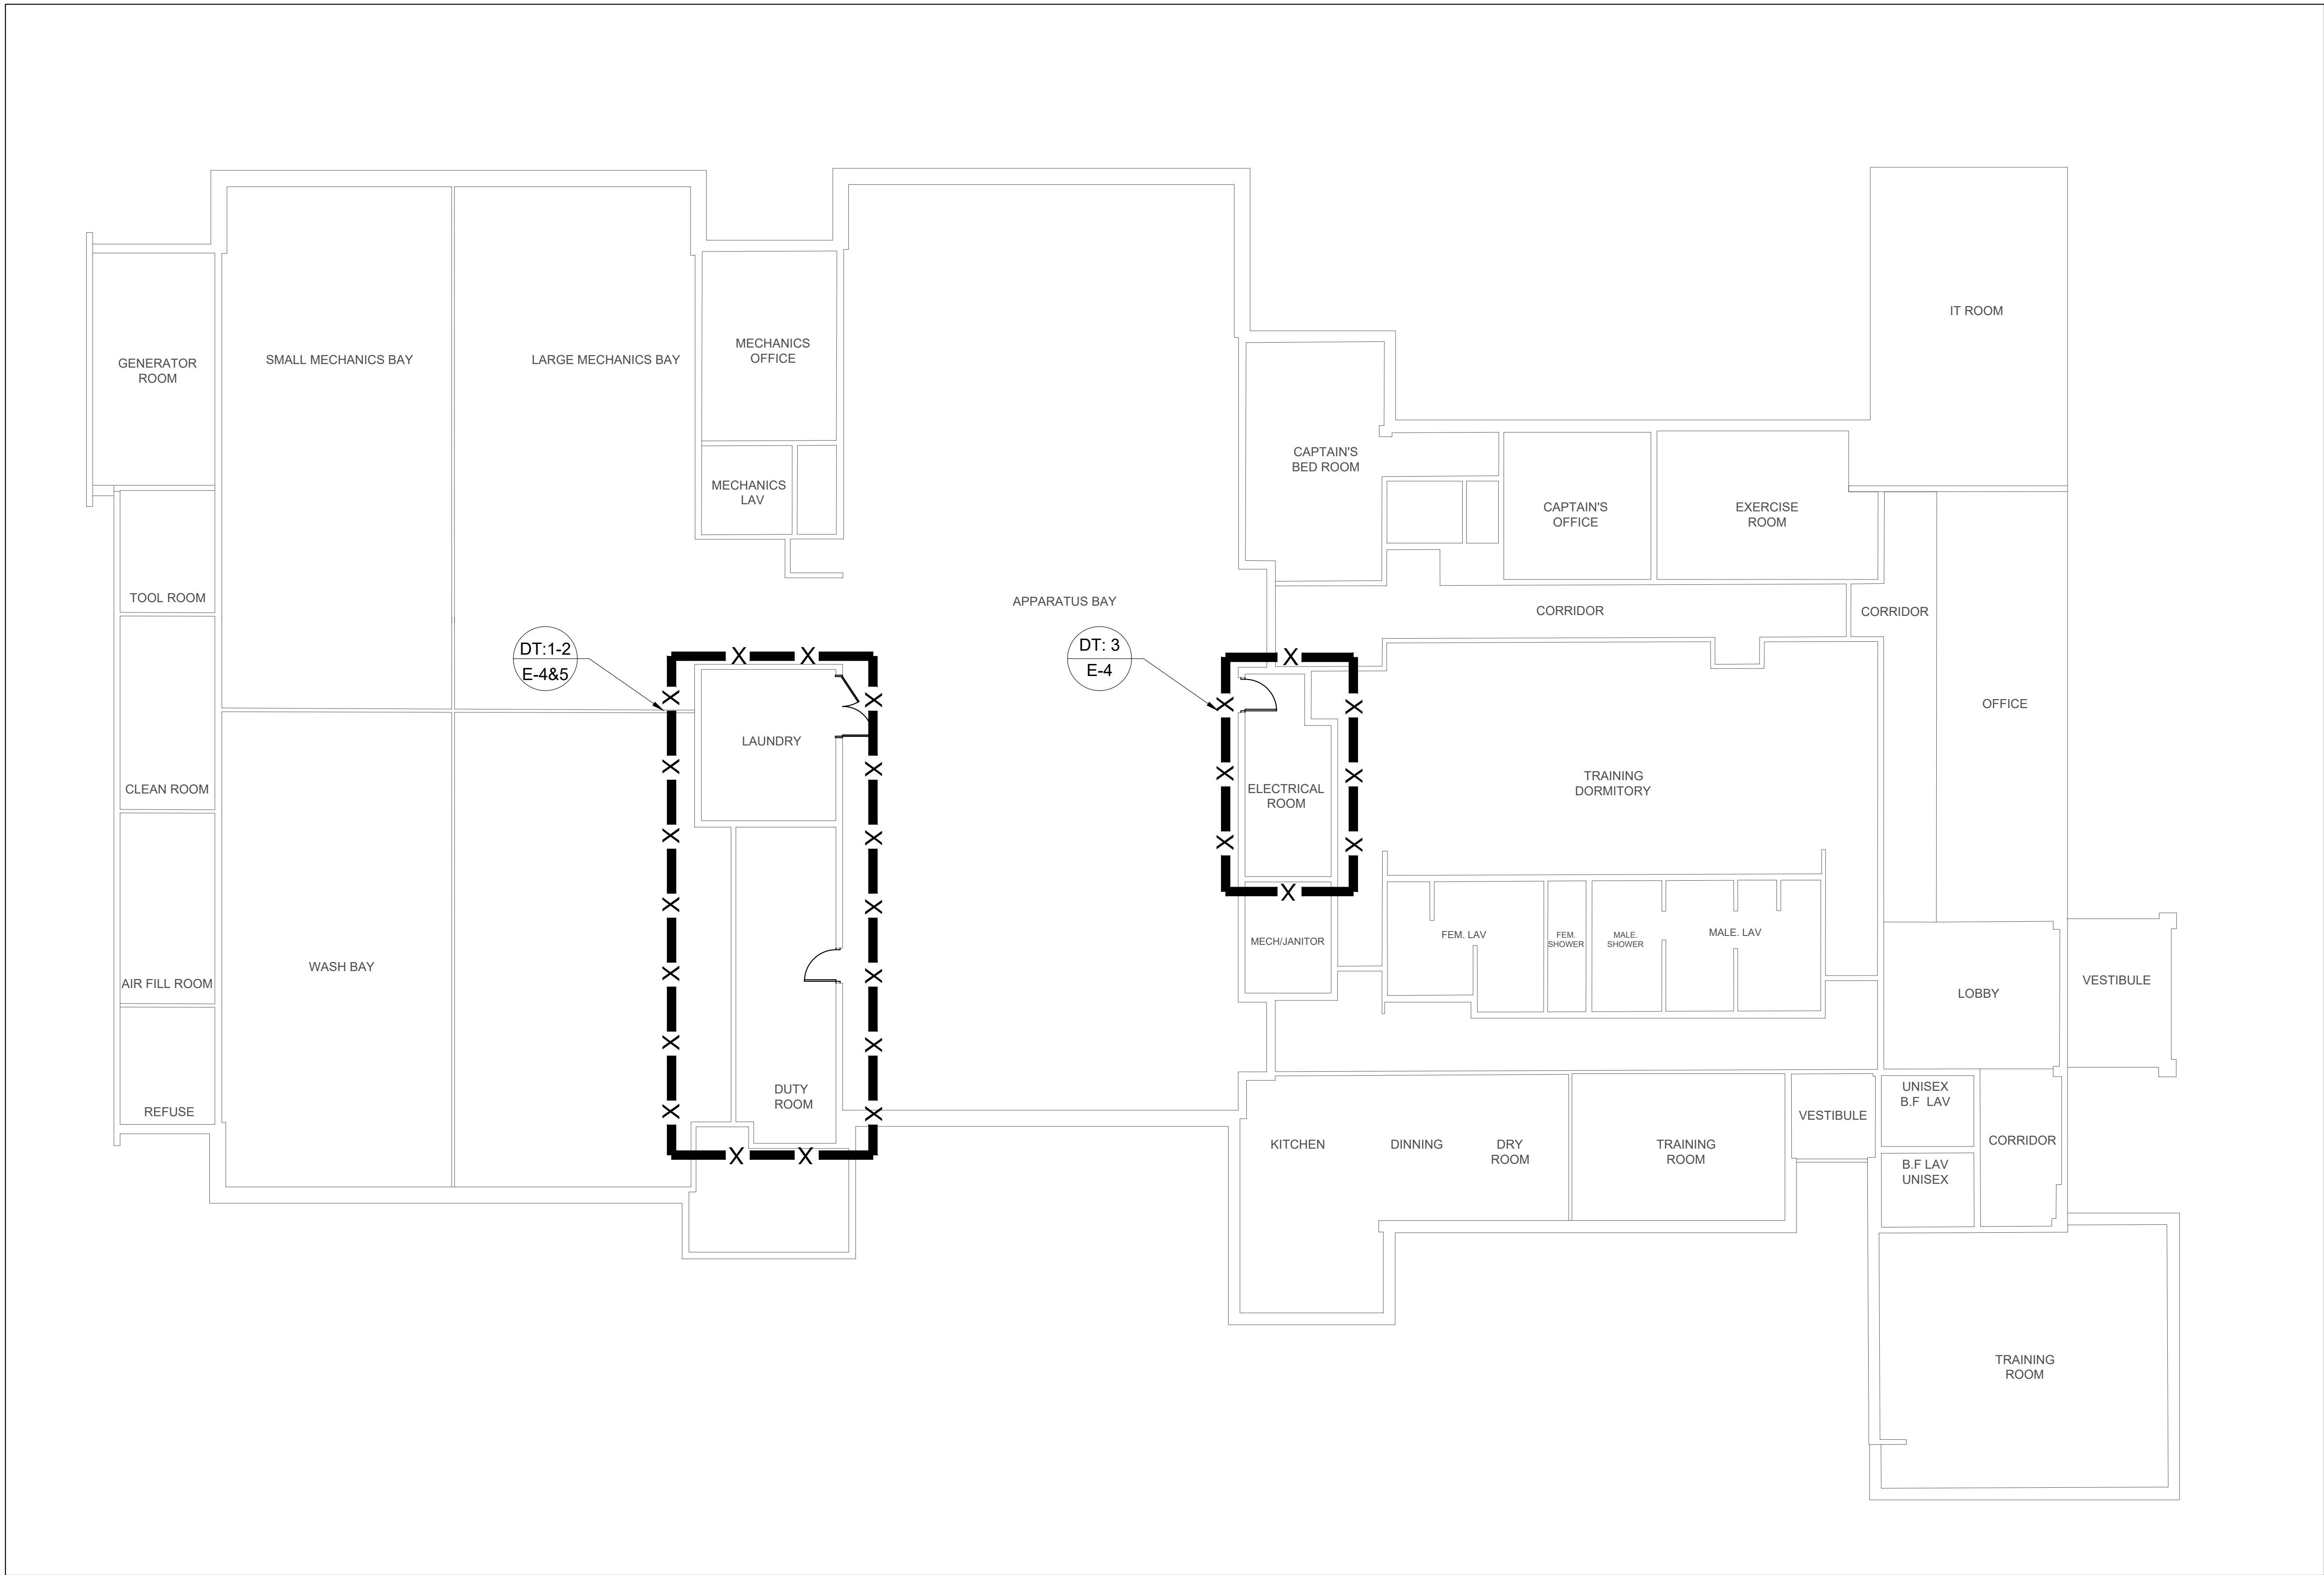 IT ROOM
MECHANICS
OFFICE
SMALL MECHANICS BAY
LARGE MECHANICS BAY
GENERATOR
ROOM
CAPTAIN'S
BED ROOM
MECHANICS
LAV
CAPTAIN'S
OFFICE
EXERCISE
ROOM
TOOL ROOM
APPARATUS BAY
CORRIDOR
CORRIDOR
DT:1-2
E-4&5
DT: 3
E-4
X X
X
X X
X X
OFFICE
LAUNDRY
X X
X X
TRAINING
DORMITORY
CLEAN ROOM
ELECTRICAL
ROOM
X X
X X
X
X X
FEM. LAV
FEM.
SHOWER
MALE.
SHOWER
MALE. LAV
MECH/JANITOR
WASH BAY
X X
AIR FILL ROOM
LOBBY
VESTIBULE
X X
DUTY
ROOM
UNISEX
B.F LAV
REFUSE
X X
VESTIBULE
KITCHEN
DINNING
DRY
ROOM
TRAINING
ROOM
CORRIDOR
X X
B.F LAV
UNISEX
TRAINING
ROOM